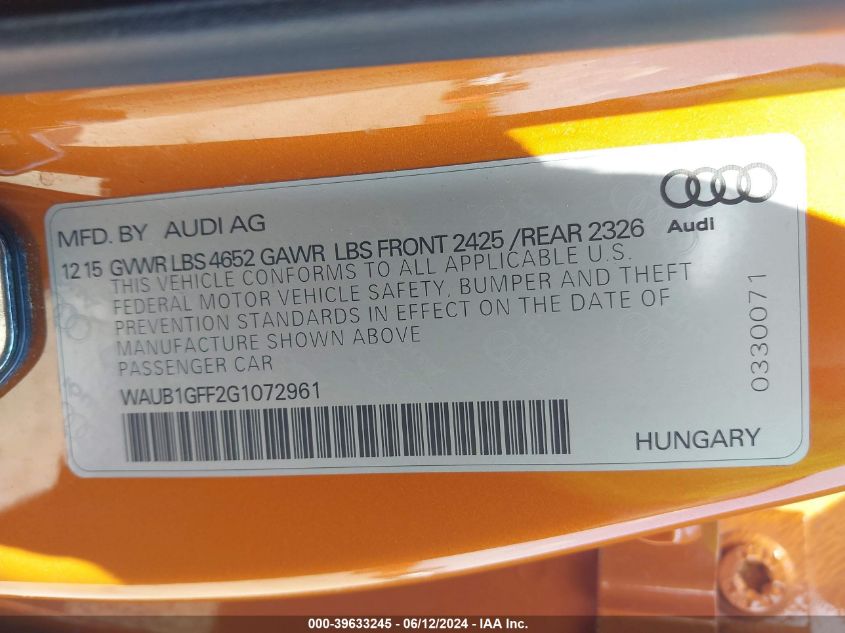 MFD. BY AUDI AG
Audi
12 15 GVWR LBS 4652 GAWR LBS FRONT 2425 /REAR 2326
THIS VEHICLE CONFORMS TO ALL APPLICABLE U.S.
FEDERAL MOTOR VEHICLE SAFETY, BUMPER AND THEFT
PREVENTION STANDARDS IN EFFECT ON THE DATE OF
MANUFACTURE SHOWN ABOVE
PASSENGER CAR
0330071
WAUB1GFF2G1072961
HUNGARY
000-39633245 - 06/12/2024 - IAA Inc.